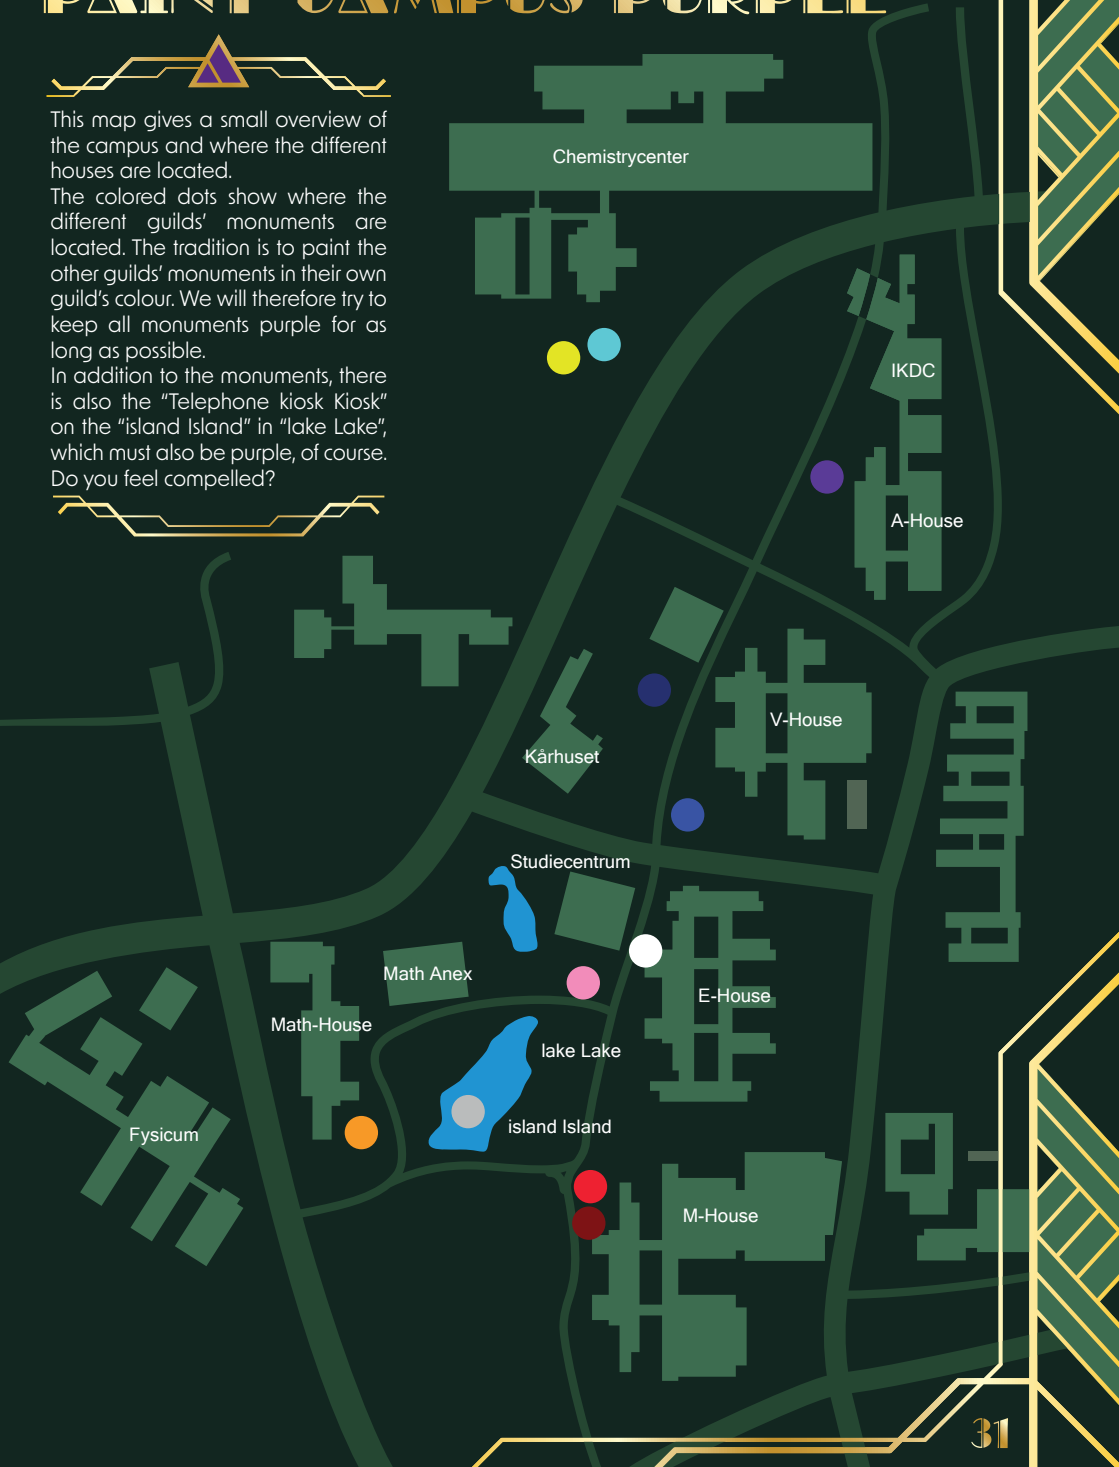 PAINT CAMPUS PURPLE
This map gives a small overview of
the campus and where the different
houses are located.
The colored dots show where the
different guilds’ monuments are
located. The tradition is to paint the
other guilds’ monuments in their own
guild’s colour. We will therefore try to
keep all monuments purple for as
long as possible.
In addition to the monuments, there
is also the “Telephone kiosk Kiosk”
on the “island Island” in “lake Lake”,
which must also be purple, of course.
Do you feel compelled?
Chemistrycenter
IKDC
A-House
V-House
Kårhuset
Studiecentrum
Math Anex
E-House
Math-House
lake Lake
island Island
Fysicum
M-House
31